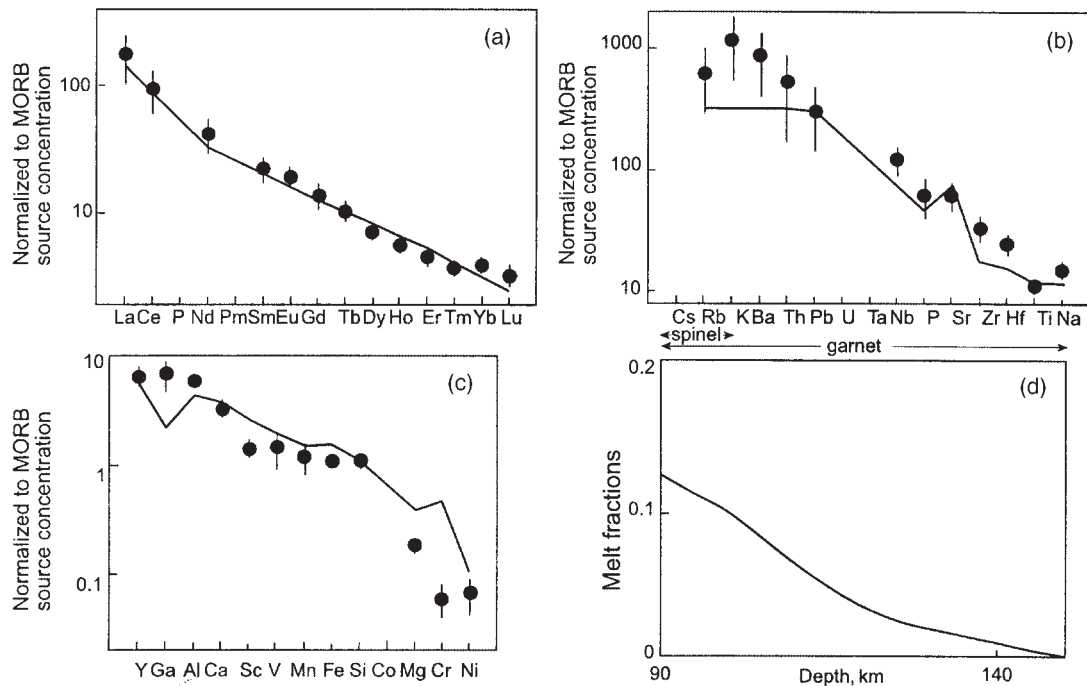 (a)
Normalized to MORB
source concentration
100
10
La Ce P Nd Pm Sm Eu Gd Tb Dy Ho Er Tm Yb Lu
(b)
Normalized to MORB
source concentration
1000
100
10
Cs Rb K Ba Th Pb U Ta Nb P Sr Zr Hf Ti Na
spinel
garnet
(c)
Normalized to MORB
source concentration
10
1
0.1
Y Ga Al Ca Sc V Mn Fe Si Co Mg Cr Ni
(d)
Melt fractions
0.2
0.1
0
90 140
Depth, km